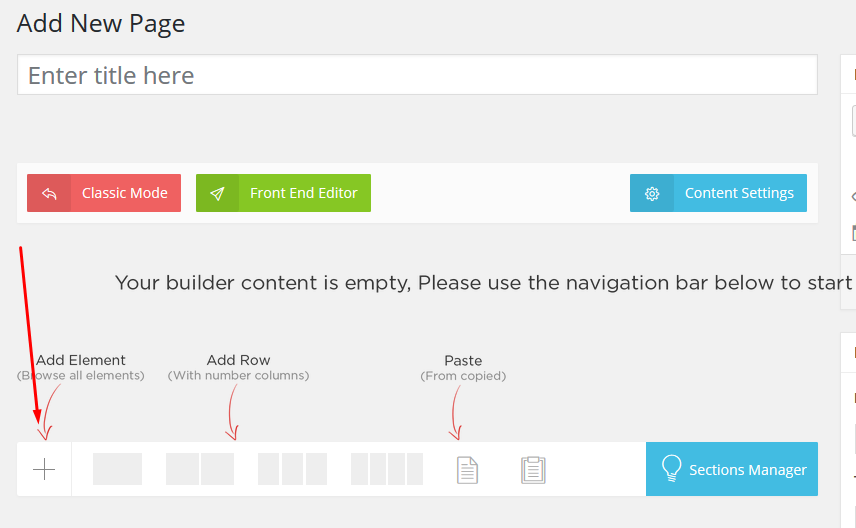 Add New Page
Enter title here
Classic Mode
Front End Editor
Content Settings
Your builder content is empty, Please use the navigation bar below to start
Add Element
(Browse all elements)
Add Row
(With number columns)
Paste
(From copied)
Sections Manager